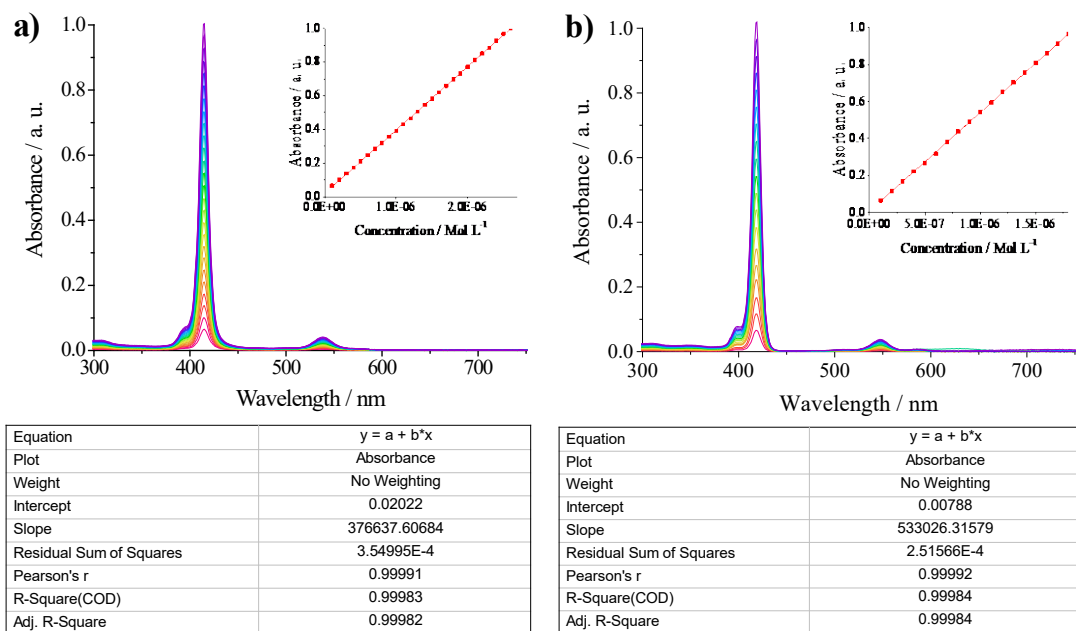 a)
Absorbance / a. u.
1.0
0.8
0.6
0.4
0.2
0.0
300 400 500 600 700
Wavelength / nm
Absorbance / a. u.
1.0
0.8
0.6
0.4
0.2
0.0
0.0E+00 1.0E-06 2.0E-06
Concentration / Mol L⁻¹
Equation y = a + b*x
Plot Absorbance
Weight No Weighting
Intercept 0.02022
Slope 376637.60684
Residual Sum of Squares 3.54995E-4
Pearson's r 0.99991
R-Square(COD) 0.99983
Adj. R-Square 0.99982
b)
Absorbance / a. u.
1.0
0.8
0.6
0.4
0.2
0.0
300 400 500 600 700
Wavelength / nm
Absorbance / a. u.
1.0
0.8
0.6
0.4
0.2
0.0
0.0E+00 5.0E-07 1.0E-06 1.5E-06
Concentration / Mol L⁻¹
Equation y = a + b*x
Plot Absorbance
Weight No Weighting
Intercept 0.00788
Slope 533026.31579
Residual Sum of Squares 2.51566E-4
Pearson's r 0.99992
R-Square(COD) 0.99984
Adj. R-Square 0.99984